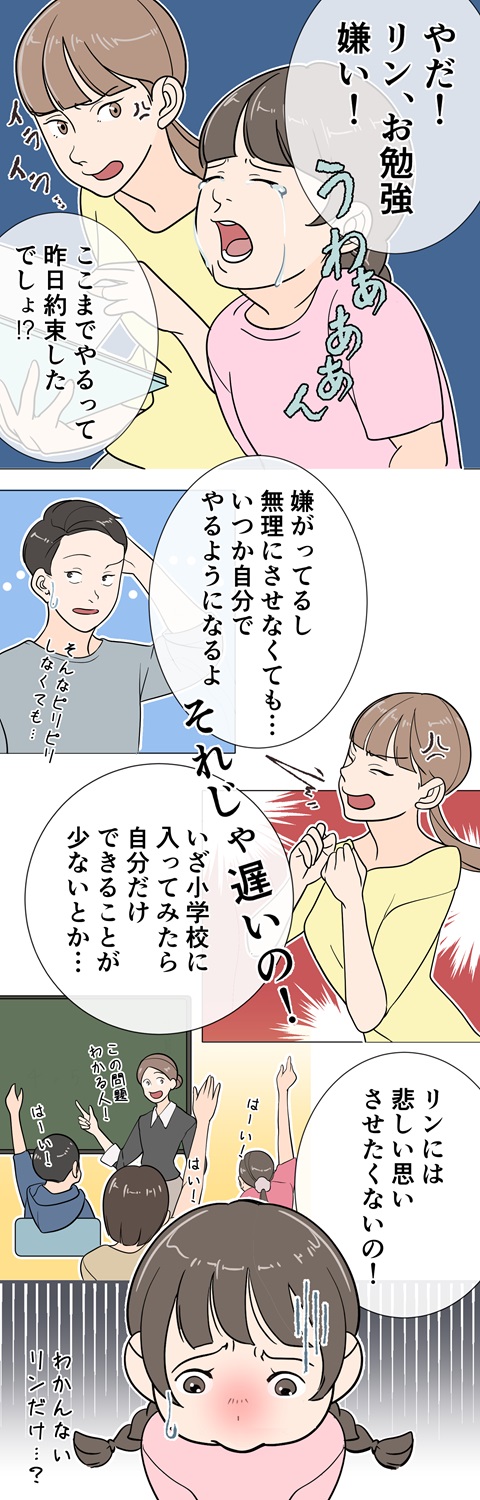 やだ！
リン、お勉強
嫌い！
うわぁああん
イライラ
イライラ
ここまでやるって
昨日約束した
でしょ!?
嫌がってるし
無理にさせなくても…
いつか自分で
やるようになるよ
そんなピリピリ
しなくても…
それじゃ遅いの！
いざ小学校に
入ってみたら
自分だけ
できることが
少ないとか…
この問題
わかる人！
はーい！
はい！
はーい！
リンには
悲しい思い
させたくないの！
わかんない
リンだけ…？